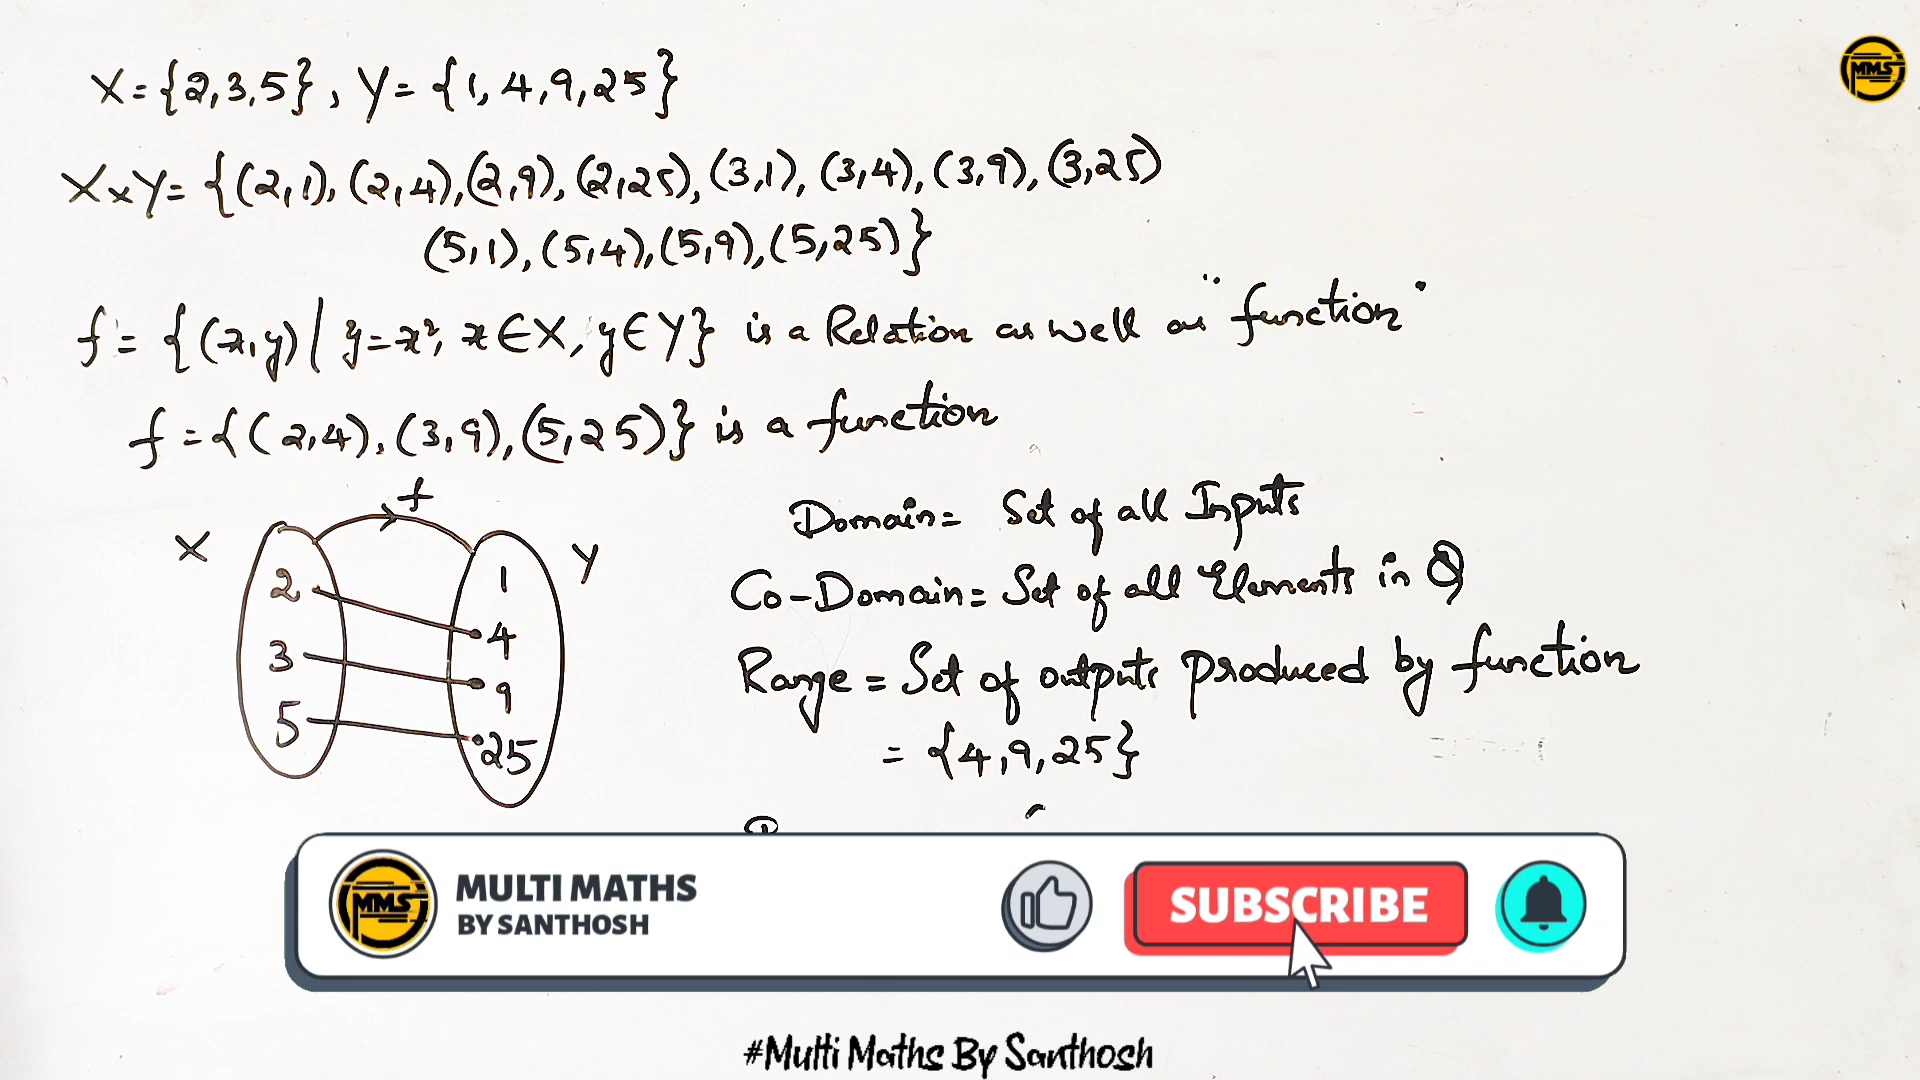 X = {2,3,5}, Y = {1,4,9,25}
X×Y = {(2,1), (2,4), (2,9), (2,25), (3,1), (3,4), (3,9), (3,25)
(5,1), (5,4), (5,9), (5,25)}
f = {(x,y) / y = x², x ∈ X, y ∈ Y} is a Relation as well as "function"
f = {(2,4), (3,9), (5,25)} is a function
f
X
Y
2
3
5
1
4
9
25
Domain = Set of all Inputs
Co-Domain = Set of all Elements in Q
Range = Set of outputs produced by function
= {4,9,25}
MMS
MMS
MULTI MATHS
BY SANTHOSH
SUBSCRIBE
#Multi Maths By Santhosh